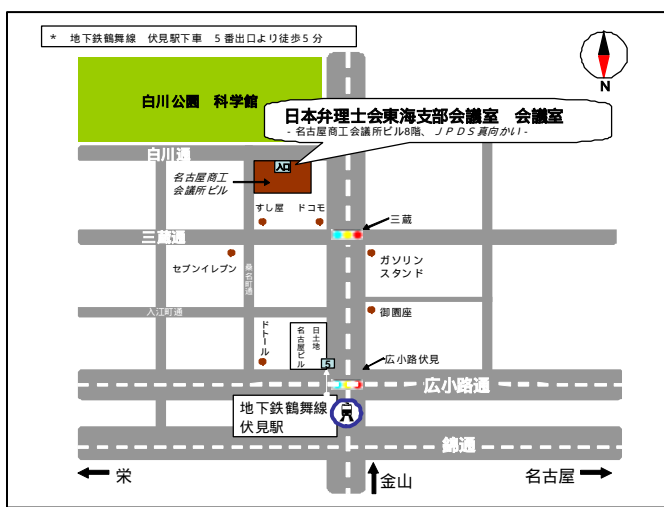 * 地下鉄鶴舞線 伏見駅下車 5番出口より徒歩5分
N
白川公園 科学館
日本弁理士会東海支部会議室 会議室
- 名古屋商工会議所ビル8階、JPDS真向かい -
白川通
入口
名古屋商工
会議所ビル
すし屋
ドコモ
三蔵
三蔵通
セブンイレブン
桑名町通
ガソリン
スタンド
入江町通
御園座
ドトール
日土地
名古屋ビル
5
広小路伏見
広小路通
地下鉄鶴舞線
伏見駅
錦通
栄
金山
名古屋